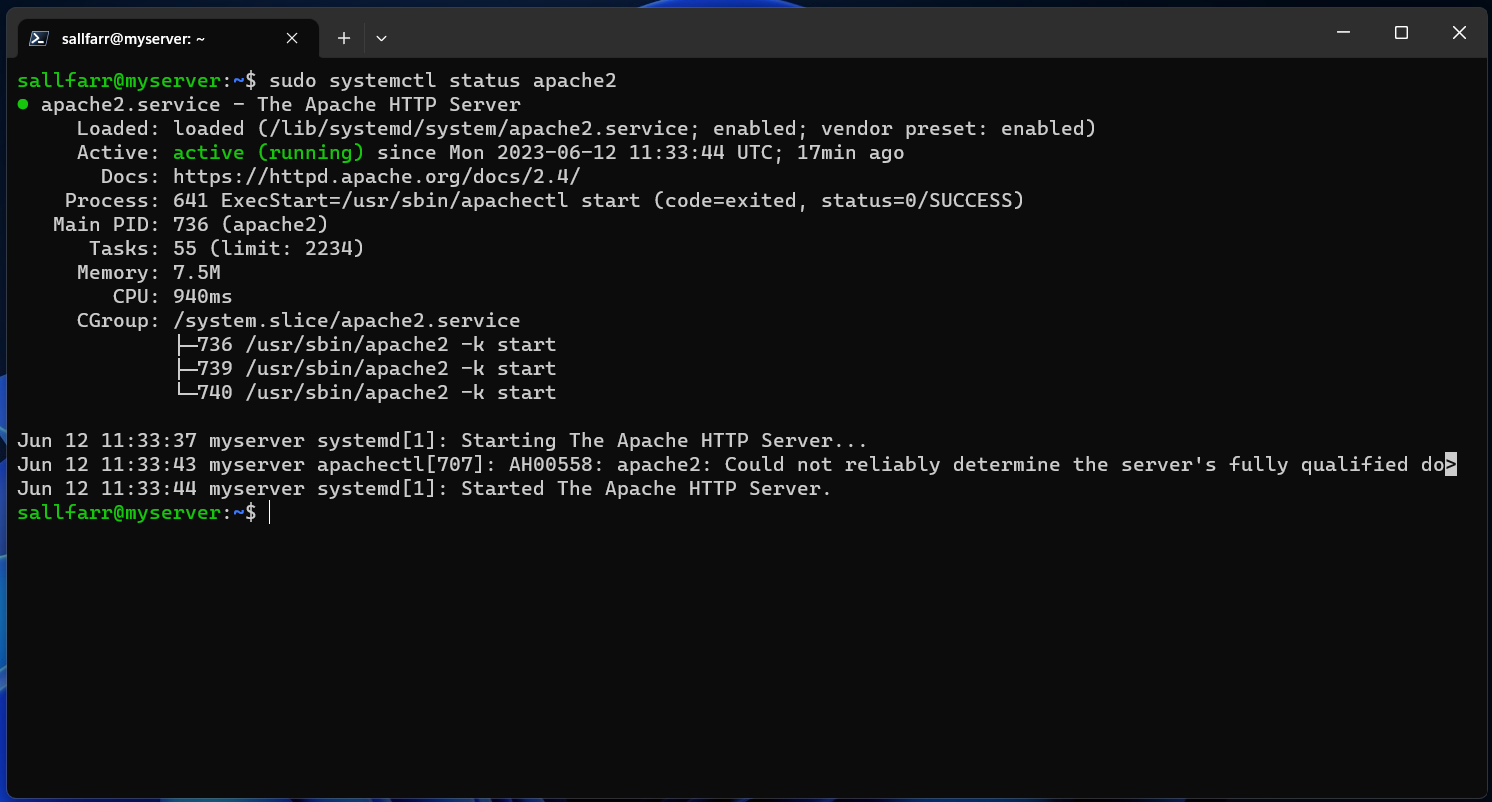 sallfarr@myserver: ~
sallfarr@myserver:~$ sudo systemctl status apache2
● apache2.service - The Apache HTTP Server
     Loaded: loaded (/lib/systemd/system/apache2.service; enabled; vendor preset: enabled)
     Active: active (running) since Mon 2023-06-12 11:33:44 UTC; 17min ago
       Docs: https://httpd.apache.org/docs/2.4/
    Process: 641 ExecStart=/usr/sbin/apachectl start (code=exited, status=0/SUCCESS)
   Main PID: 736 (apache2)
      Tasks: 55 (limit: 2234)
     Memory: 7.5M
        CPU: 940ms
     CGroup: /system.slice/apache2.service
             ├─736 /usr/sbin/apache2 -k start
             ├─739 /usr/sbin/apache2 -k start
             └─740 /usr/sbin/apache2 -k start
Jun 12 11:33:37 myserver systemd[1]: Starting The Apache HTTP Server...
Jun 12 11:33:43 myserver apachectl[707]: AH00558: apache2: Could not reliably determine the server's fully qualified do>
Jun 12 11:33:44 myserver systemd[1]: Started The Apache HTTP Server.
sallfarr@myserver:~$